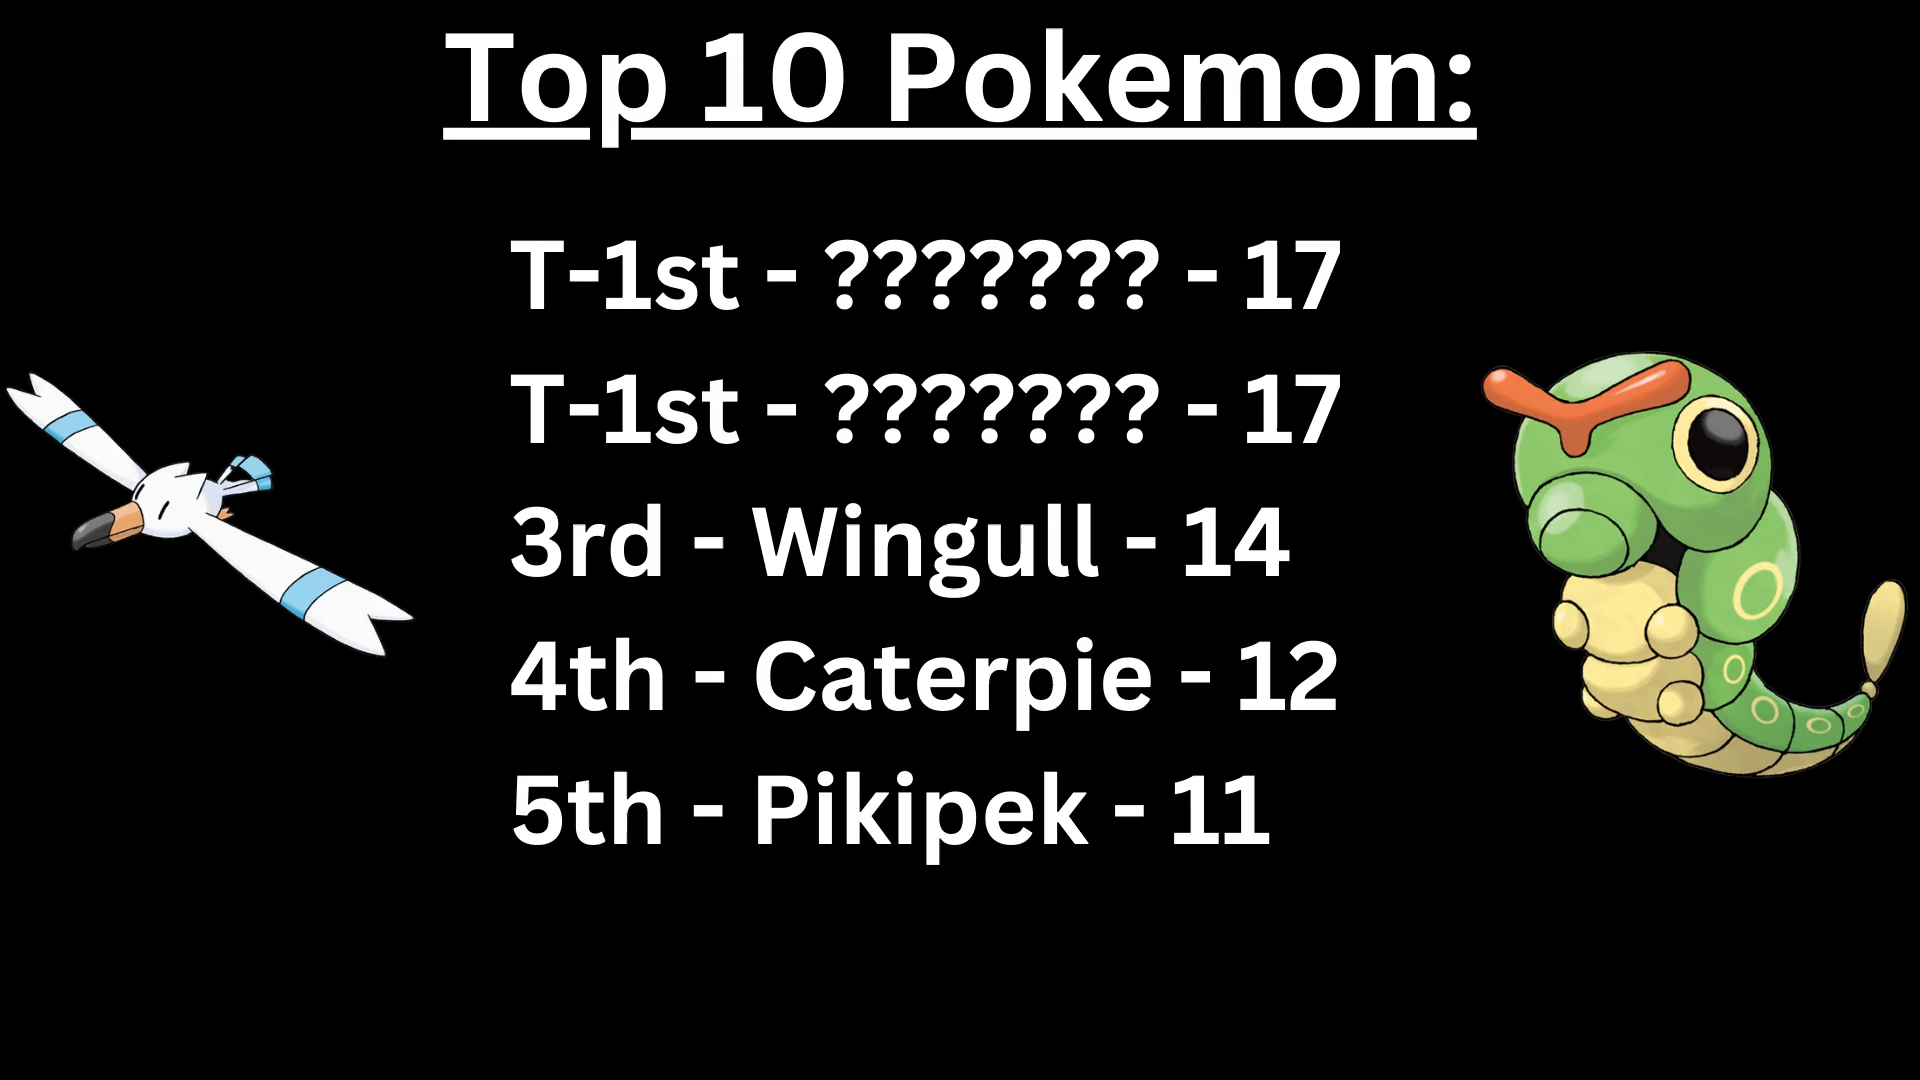 Top 10 Pokemon:
T-1st - ??????? - 17
T-1st - ??????? - 17
3rd - Wingull - 14
4th - Caterpie - 12
5th - Pikipek - 11